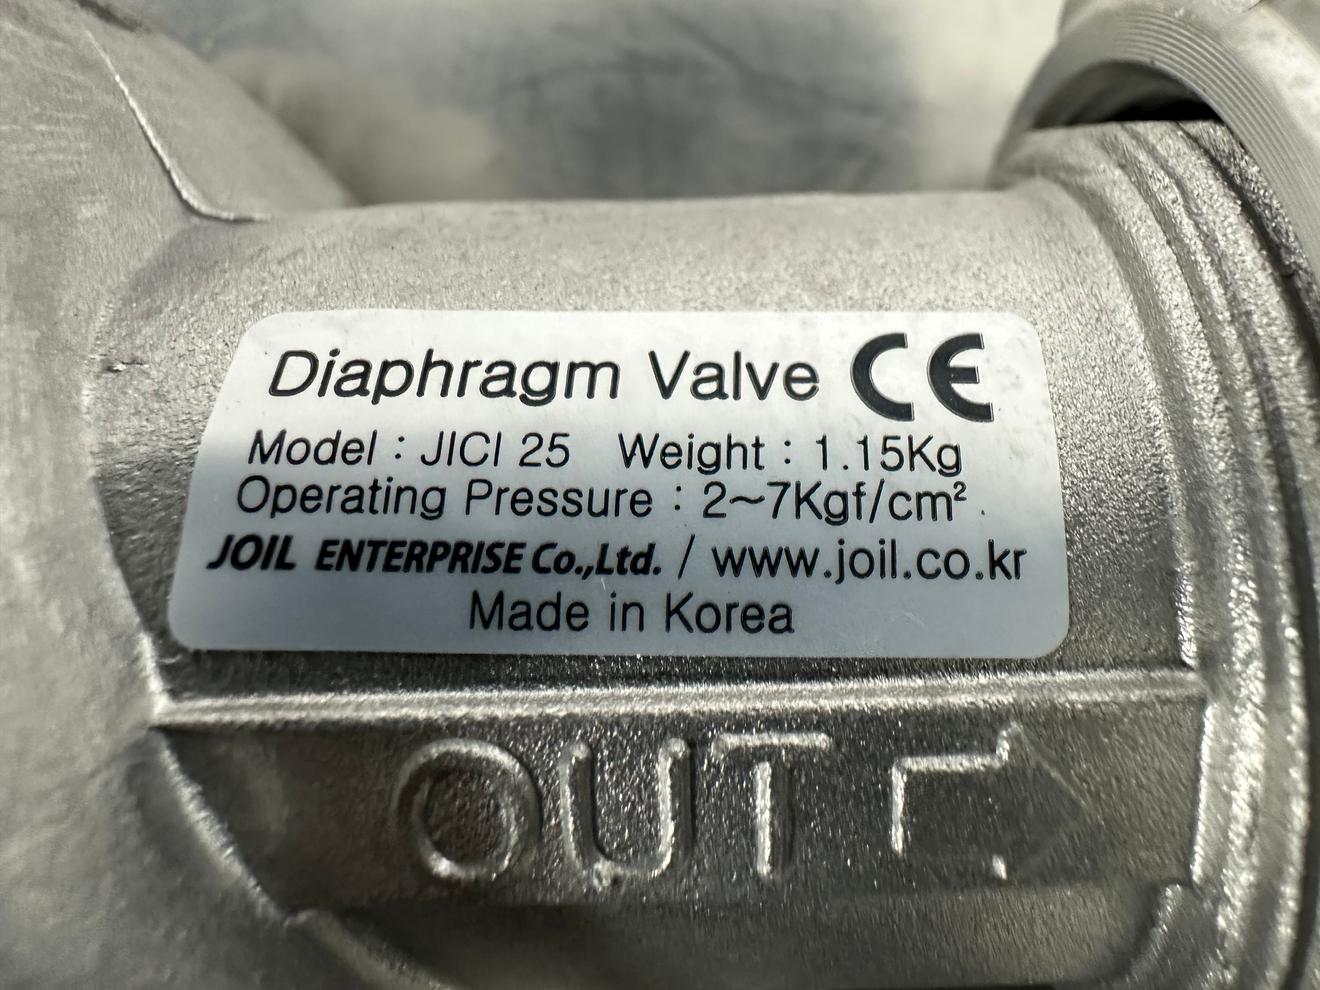 Diaphragm Valve CE
Model : JICI 25 Weight : 1.15Kg
Operating Pressure : 2~7Kgf/cm²
JOIL ENTERPRISE Co.,Ltd. / www.joil.co.kr
Made in Korea
OUT